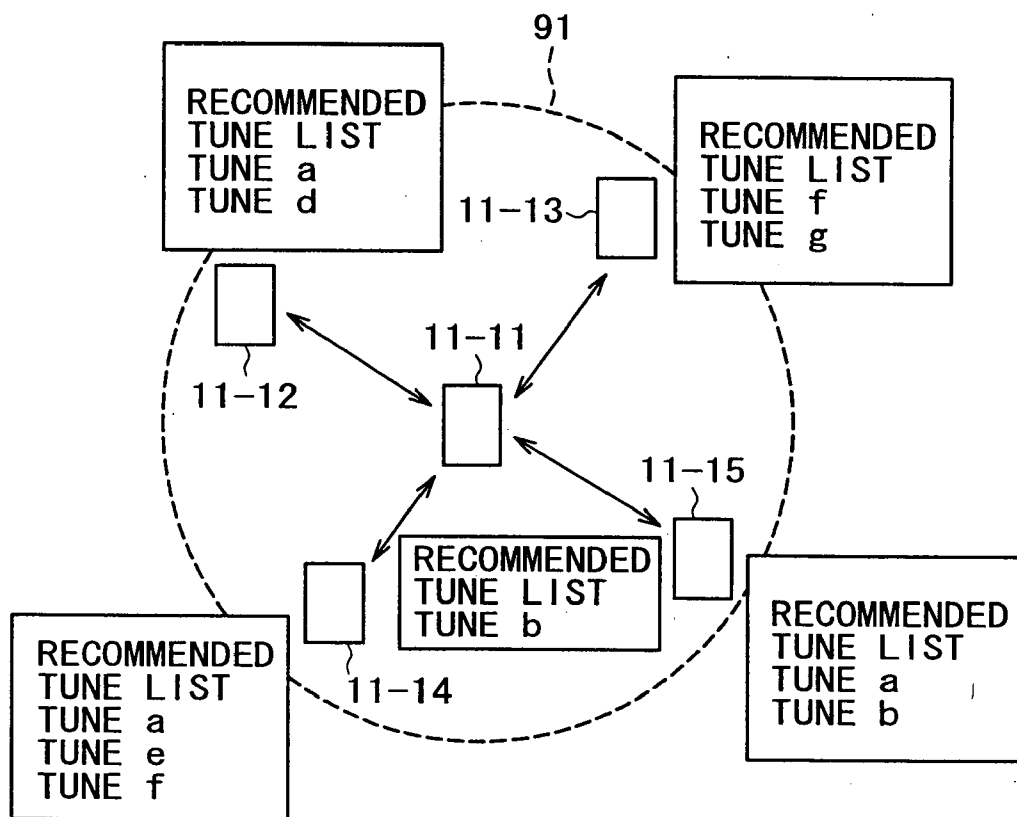 91
RECOMMENDED
TUNE LIST
TUNE a
TUNE d
RECOMMENDED
TUNE LIST
TUNE f
TUNE g
11-13
11-11
11-12
11-15
RECOMMENDED
TUNE LIST
TUNE b
11-14
RECOMMENDED
TUNE LIST
TUNE a
TUNE e
TUNE f
RECOMMENDED
TUNE LIST
TUNE a
TUNE b